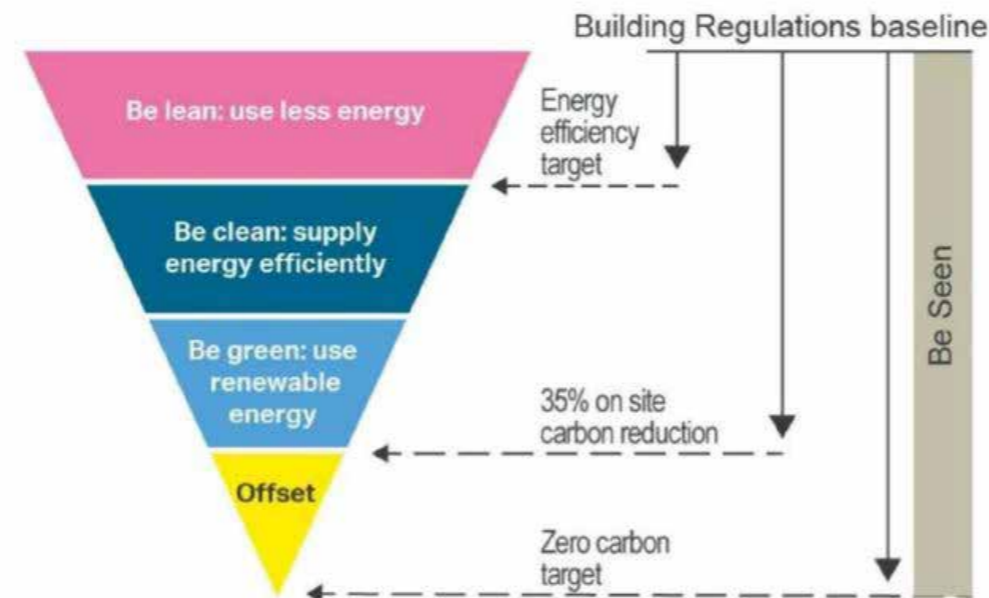 Building Regulations baseline
Be lean: use less energy
Energy
efficiency
target
Be clean: supply
energy efficiently
Be green: use
renewable
energy
35% on site
carbon reduction
Offset
Zero carbon
target
Be Seen